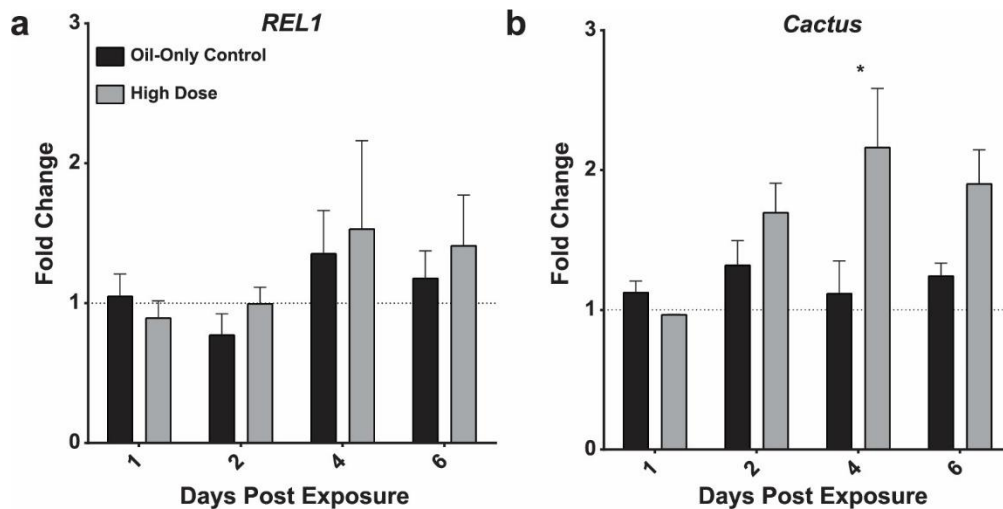 a
REL1
Oil-Only Control
High Dose
Fold Change
3
2
1
0
1
2
4
6
Days Post Exposure
b
Cactus
*
Fold Change
3
2
1
0
1
2
4
6
Days Post Exposure